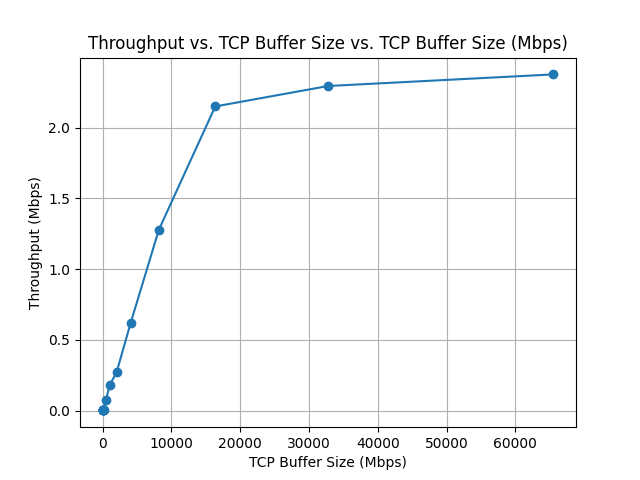 Throughput vs. TCP Buffer Size vs. TCP Buffer Size (Mbps)
2.0
1.5
1.0
0.5
0.0
Throughput (Mbps)
0 10000 20000 30000 40000 50000 60000
TCP Buffer Size (Mbps)